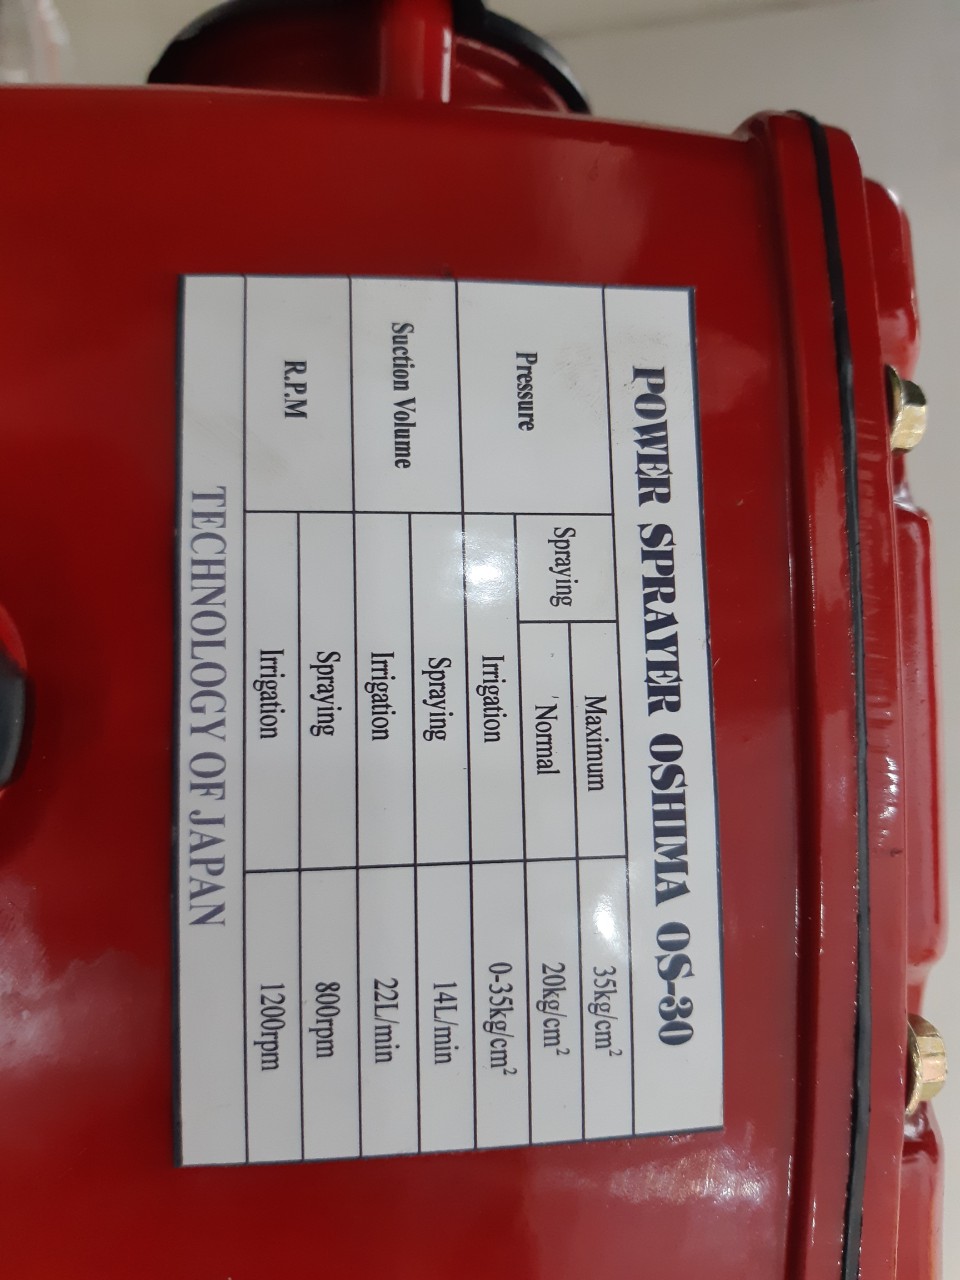 POWER SPRAYER OSHIMA OS-30
Pressure
Spraying
Maximum
35kg/cm²
Normal
20kg/cm²
Irrigation
0-35kg/cm²
Suction Volume
Spraying
14L/min
Irrigation
22L/min
R.P.M
Spraying
800rpm
Irrigation
1200rpm
TECHNOLOGY OF JAPAN